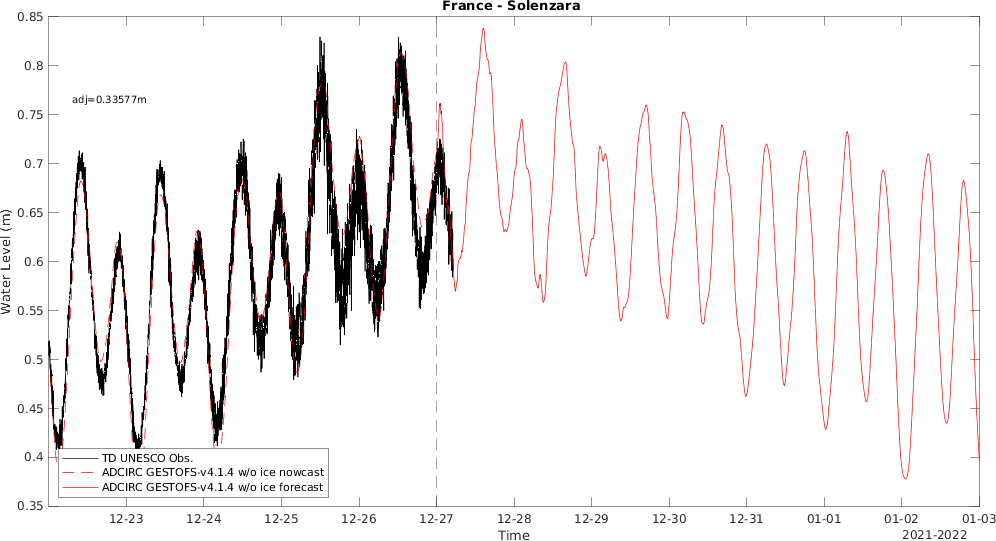 France - Solenzara
0.85
0.8
0.75
0.7
0.65
0.6
0.55
0.5
0.45
0.4
0.35
Water Level (m)
adj=0.33577m
TD UNESCO Obs.
ADCIRC GESTOFS-v4.1.4 w/o ice nowcast
ADCIRC GESTOFS-v4.1.4 w/o ice forecast
12-23 12-24 12-25 12-26 12-27 12-28 12-29 12-30 12-31 01-01 01-02 01-03
Time
2021-2022